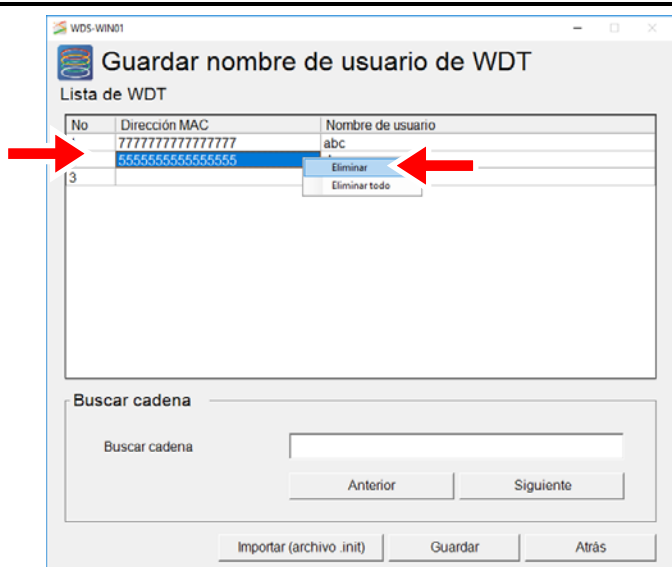 WDS-WIN01
Guardar nombre de usuario de WDT
Lista de WDT
No Dirección MAC Nombre de usuario
7777777777777777 abc
5555555555555555
Eliminar
3
Eliminar todo
Buscar cadena
Buscar cadena
Anterior Siguiente
Importar (archivo .init) Guardar Atrás